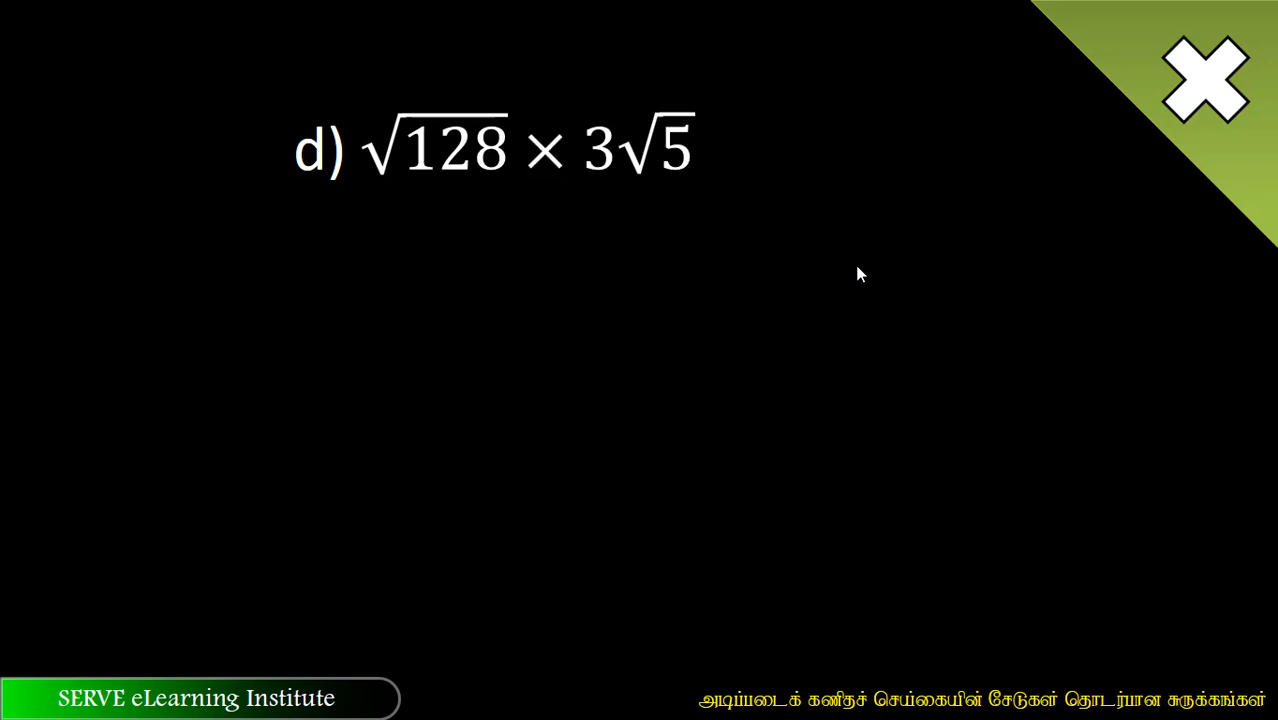 d) √128 × 3√5
SERVE eLearning Institute
அடிப்படைக் கணிதச் செய்கையின் சேடுகள் தொடர்பான சுருக்கங்கள்